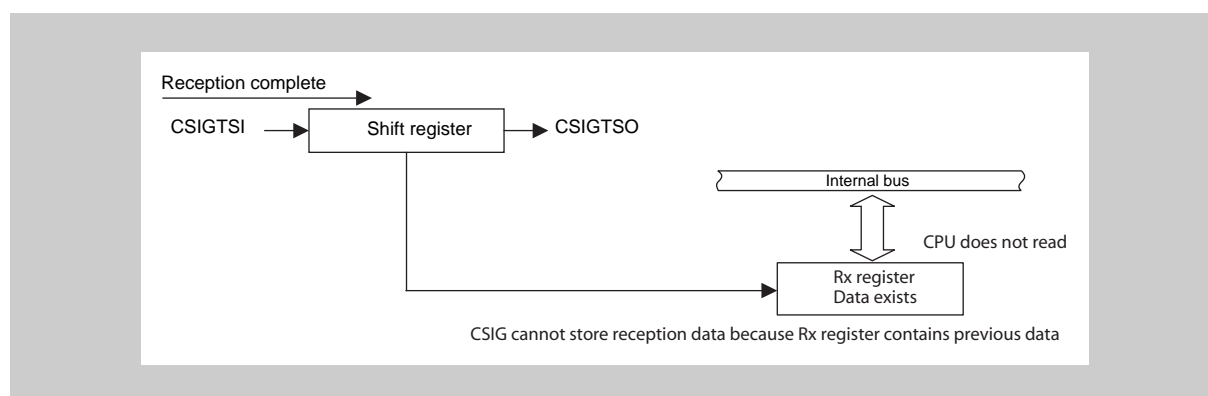 Reception complete
CSIGTSI
Shift register
CSIGTSO
Internal bus
CPU does not read
Rx register
Data exists
CSIG cannot store reception data because Rx register contains previous data